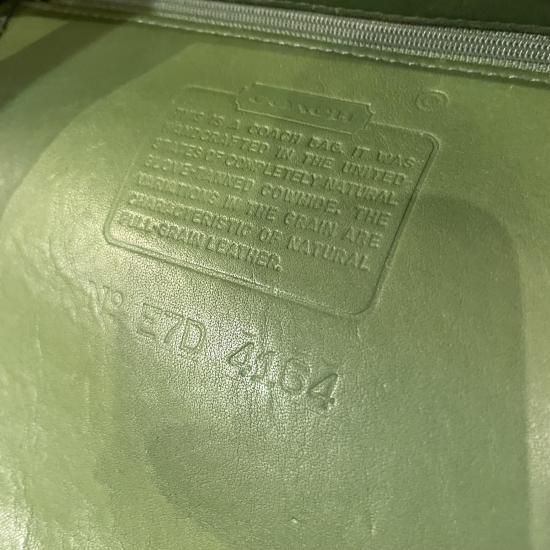 COACH
©
THIS IS A COACH BAG. IT WAS
HANDCRAFTED IN THE UNITED
STATES OF COMPLETELY NATURAL
GLOVE-TANNED COWHIDE. THE
VARIATIONS IN THE GRAIN ARE
CHARACTERISTIC OF NATURAL
FULL-GRAIN LEATHER.
Nº E7D 4164